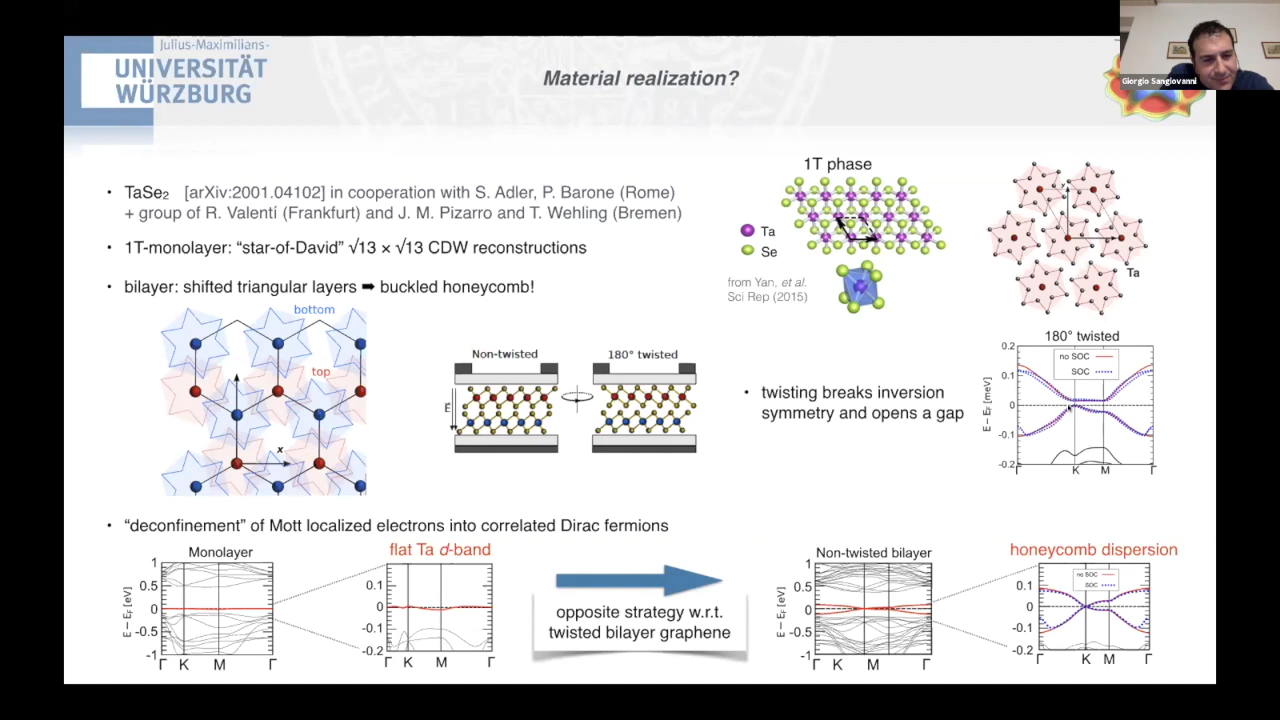 Julius-Maximilians-
UNIVERSITÄT
WÜRZBURG
Material realization?
Giorgio Sangiovanni
• TaSe₂ [arXiv:2001.04102] in cooperation with S. Adler, P. Barone (Rome)
+ group of R. Valentí (Frankfurt) and J. M. Pizarro and T. Wehling (Bremen)
• 1T-monolayer: “star-of-David” √13 × √13 CDW reconstructions
• bilayer: shifted triangular layers ➡ buckled honeycomb!
1T phase
Ta
Se
from Yan, et al.
Sci Rep (2015)
y
Ta
bottom
top
x
Non-twisted
180° twisted
E
• twisting breaks inversion
symmetry and opens a gap
180° twisted
no SOC
SOC
E − EF [meV]
0.2
0.1
0
-0.1
-0.2
Γ K M Γ
• “deconfinement” of Mott localized electrons into correlated Dirac fermions
Monolayer
E − EF [eV]
1
0.5
0
-0.5
-1
Γ K M Γ
flat Ta d-band
0.1
0
-0.1
-0.2
Γ K M Γ
opposite strategy w.r.t.
twisted bilayer graphene
Non-twisted bilayer
E − EF [eV]
1
0.5
0
-0.5
-1
Γ K M Γ
honeycomb dispersion
no SOC
SOC
0.1
0
-0.1
-0.2
Γ K M Γ